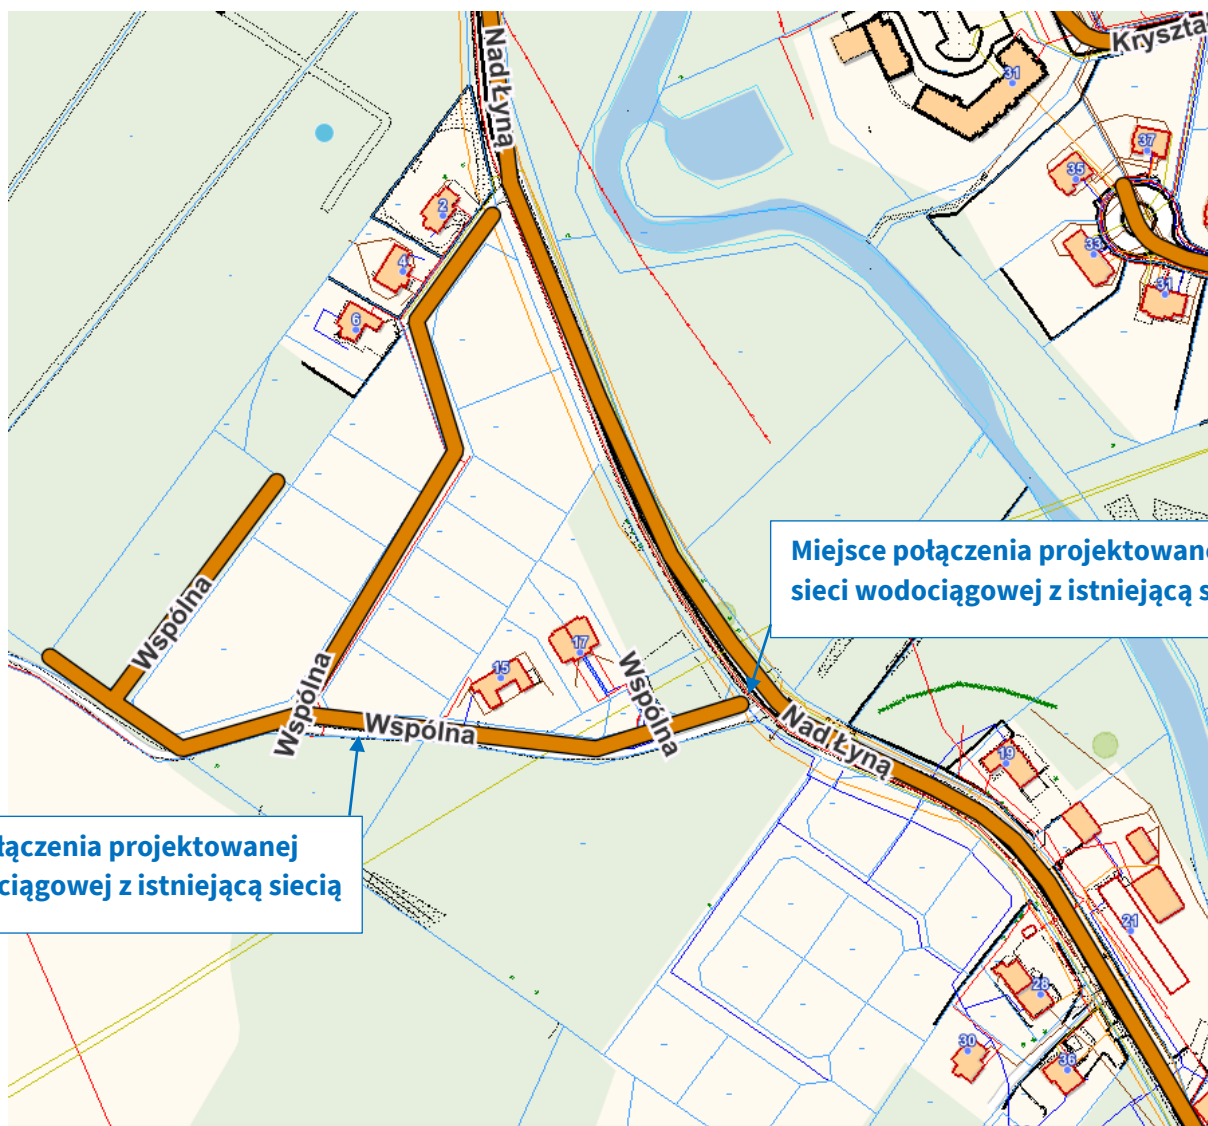 Nad Łyną
Kryszta
31
37
35
33
31
2
4
6
Wspólna
Miejsce połączenia projektowane
sieci wodociągowej z istniejącą s
17
15
Wspólna
Wspólna
Wspólna
Nad Łyną
19
łączenia projektowanej
ciągowej z istniejącą siecią
21
28
30
36